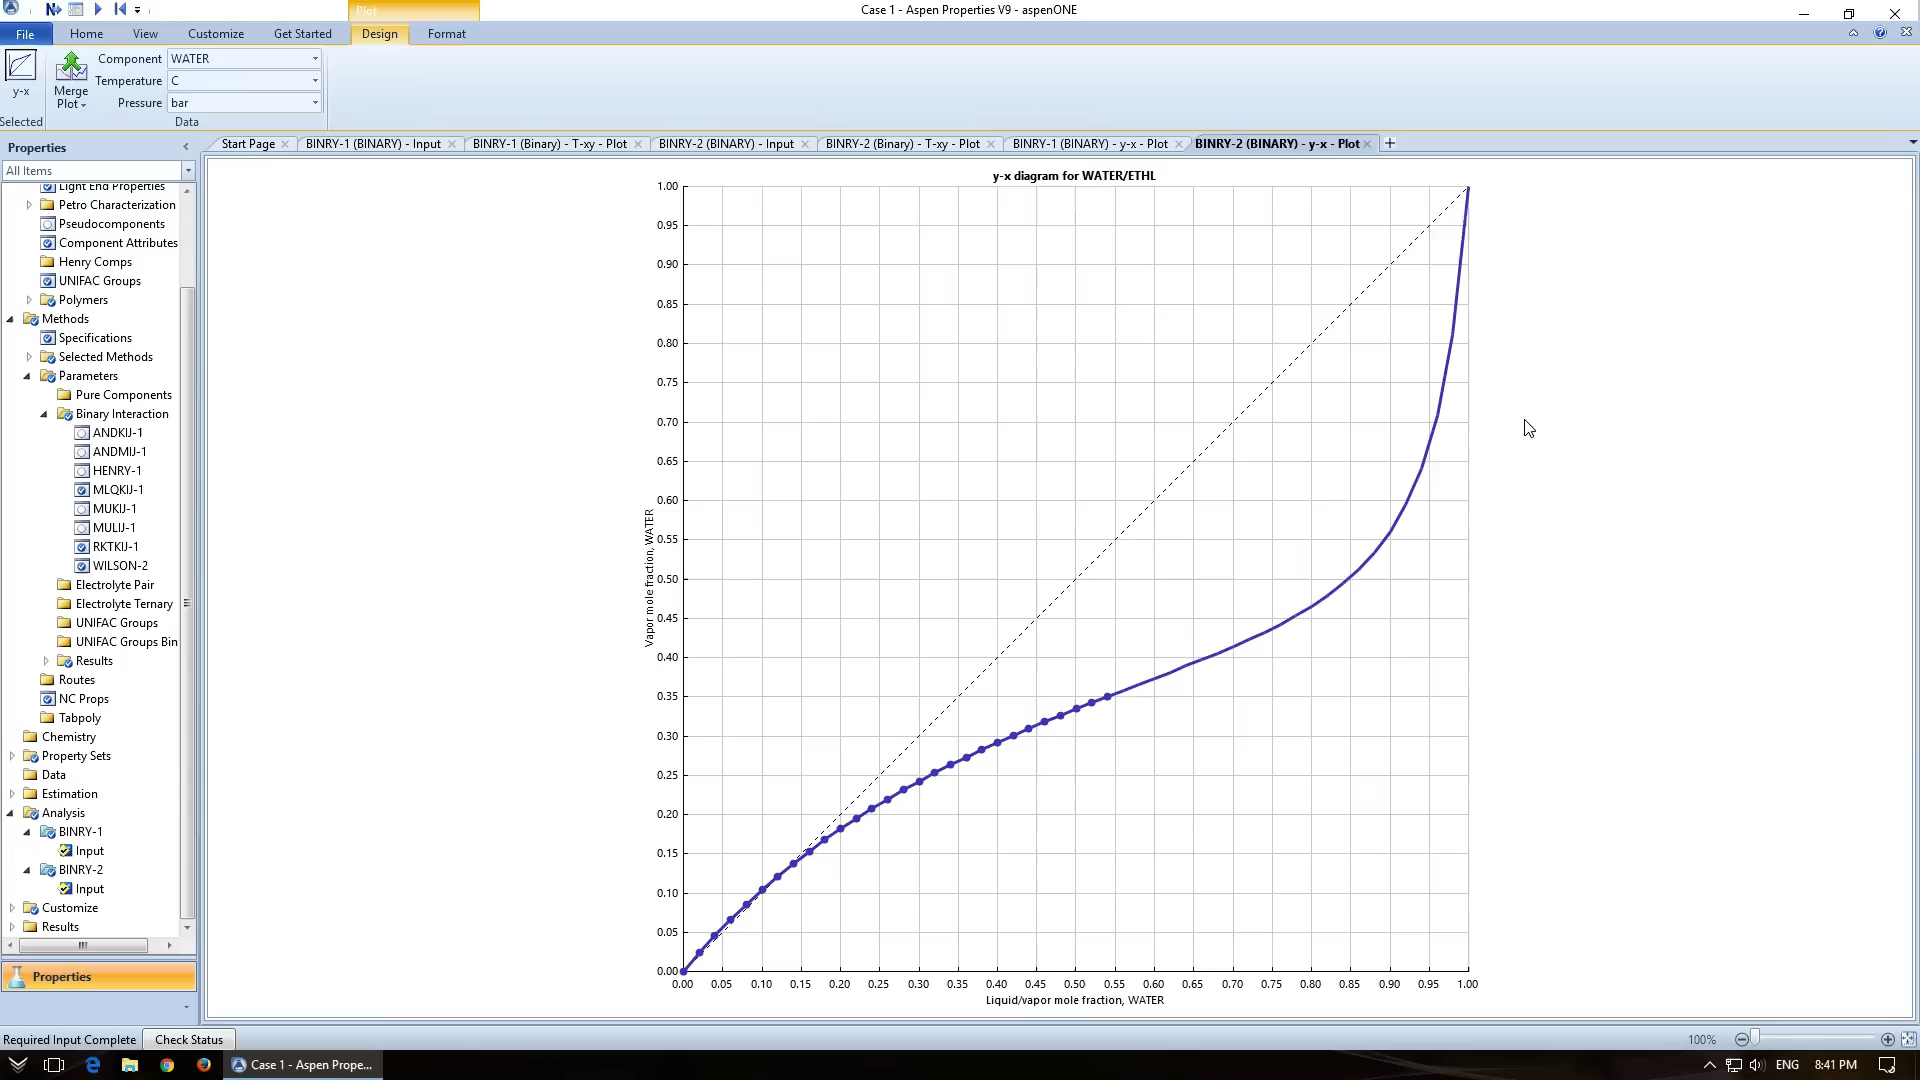 Plot
Case 1 - Aspen Properties V9 - aspenONE
File
Home
View
Customize
Get Started
Design
Format
y-x
Merge
Plot
Component WATER
Temperature C
Pressure bar
Selected
Data
Start Page
BINRY-1 (BINARY) - Input
BINRY-1 (Binary) - T-xy - Plot
BINRY-2 (BINARY) - Input
BINRY-2 (Binary) - T-xy - Plot
BINRY-1 (BINARY) - y-x - Plot
BINRY-2 (BINARY) - y-x - Plot
Properties
All Items
Light End Properties
Petro Characterization
Pseudocomponents
Component Attributes
Henry Comps
UNIFAC Groups
Polymers
Methods
Specifications
Selected Methods
Parameters
Pure Components
Binary Interaction
ANDKIJ-1
ANDMIJ-1
HENRY-1
MLQKIJ-1
MUKIJ-1
MULIJ-1
RKTKIJ-1
WILSON-2
Electrolyte Pair
Electrolyte Ternary
UNIFAC Groups
UNIFAC Groups Bin
Results
Routes
NC Props
Tabpoly
Chemistry
Property Sets
Data
Estimation
Analysis
BINRY-1
Input
BINRY-2
Input
Customize
Results
Properties
y-x diagram for WATER/ETHL
1.00
0.95
0.90
0.85
0.80
0.75
0.70
0.65
0.60
0.55
0.50
0.45
0.40
0.35
0.30
0.25
0.20
0.15
0.10
0.05
0.00
Vapor mole fraction, WATER
0.00 0.05 0.10 0.15 0.20 0.25 0.30 0.35 0.40 0.45 0.50 0.55 0.60 0.65 0.70 0.75 0.80 0.85 0.90 0.95 1.00
Liquid/vapor mole fraction, WATER
Required Input Complete
Check Status
100%
Case 1 - Aspen Prope...
ENG
8:41 PM